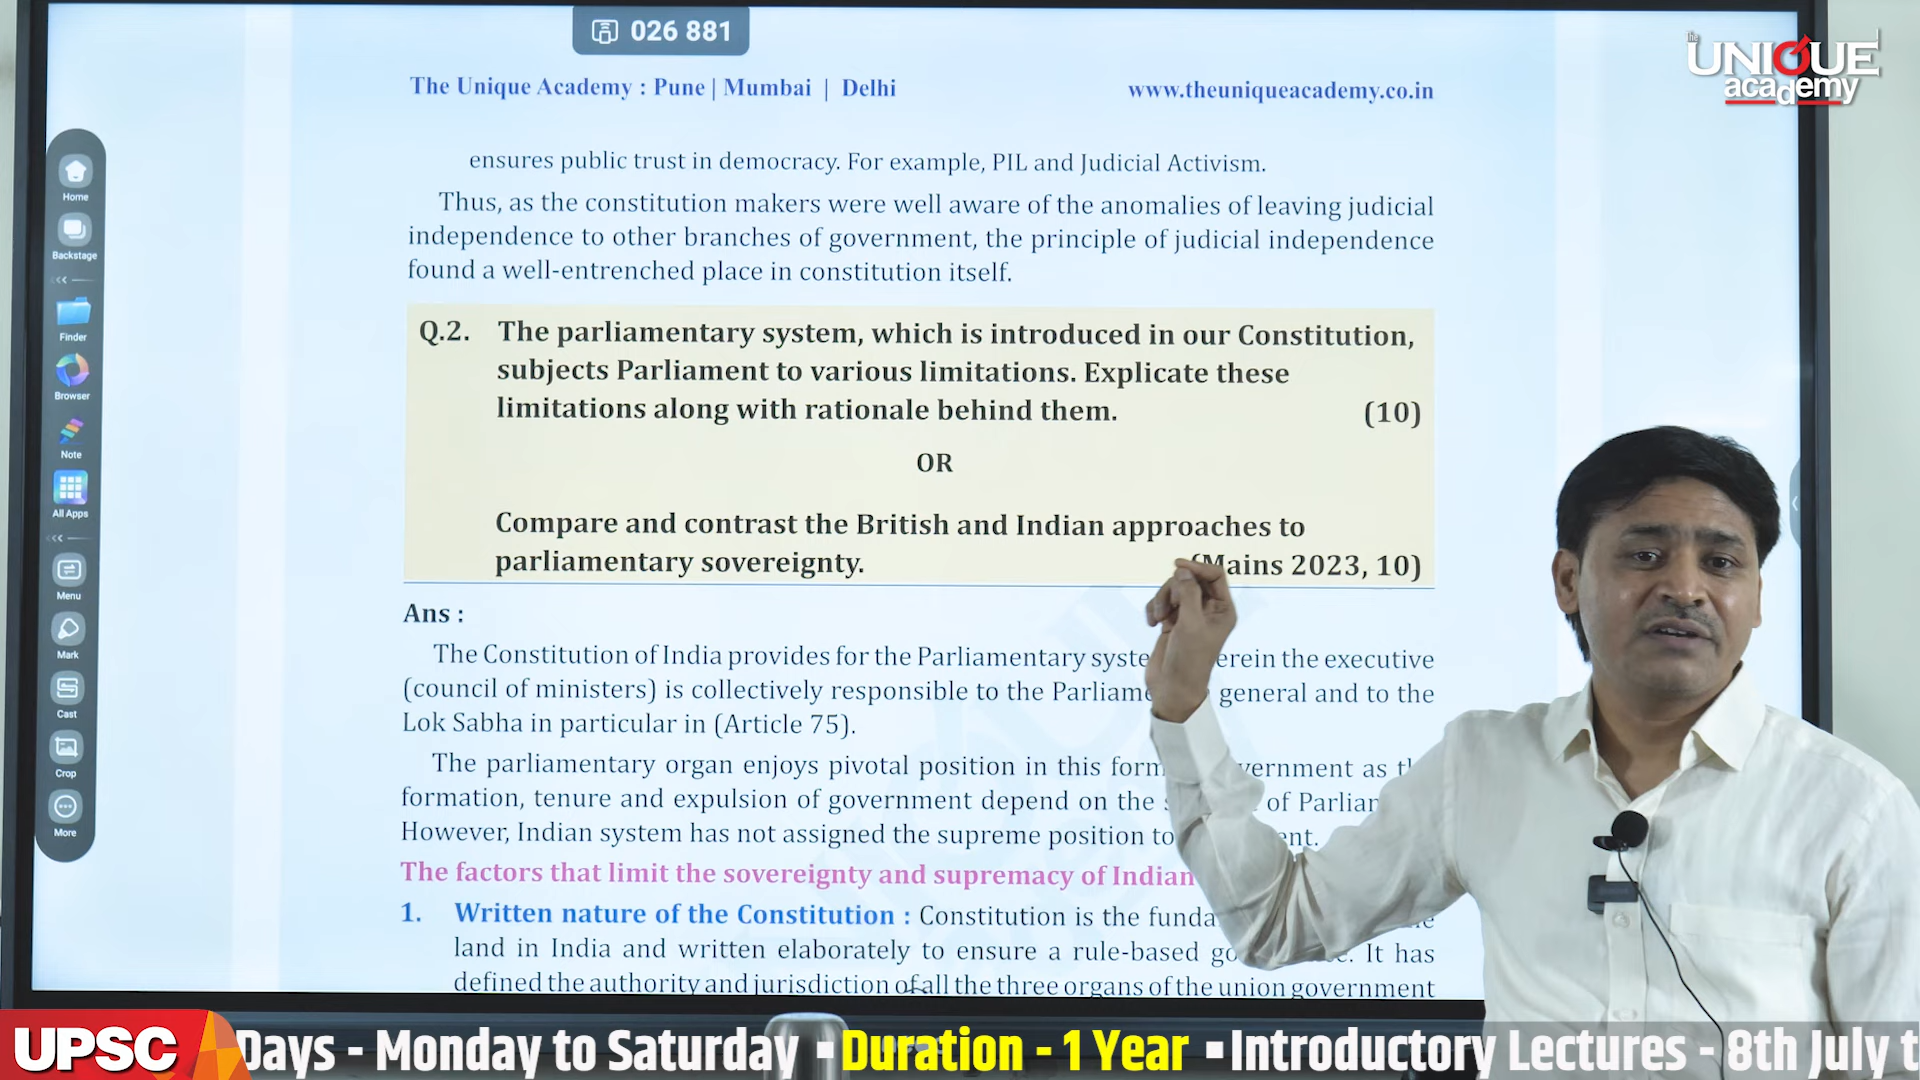 026 881
The UNIQUE academy
The Unique Academy : Pune | Mumbai | Delhi
www.theuniqueacademy.co.in
ensures public trust in democracy. For example, PIL and Judicial Activism.
Thus, as the constitution makers were well aware of the anomalies of leaving judicial
independence to other branches of government, the principle of judicial independence
found a well-entrenched place in constitution itself.
Q.2. The parliamentary system, which is introduced in our Constitution,
subjects Parliament to various limitations. Explicate these
limitations along with rationale behind them. (10)
OR
Compare and contrast the British and Indian approaches to
parliamentary sovereignty. (Mains 2023, 10)
Ans :
The Constitution of India provides for the Parliamentary the executive
(council of ministers) is collectively responsible to the general and to the
Lok Sabha in particular in (Article 75).
The parliamentary organ enjoys pivotal position in this as
formation, tenure and expulsion of government depend on the of
However, Indian system has not assigned the supreme position to
The factors that limit the sovereignty and supremacy of Indian
1. Written nature of the Constitution : Constitution is the
land in India and written elaborately to ensure a rule-based It has
defined the authority and jurisdiction of all the three organs of the union government
Home
Backstage
Finder
Browser
Note
All Apps
Menu
Mark
Cast
Crop
More
UPSC
Days - Monday to Saturday ▪ Duration - 1 Year ▪ Introductory Lectures - 8th July t